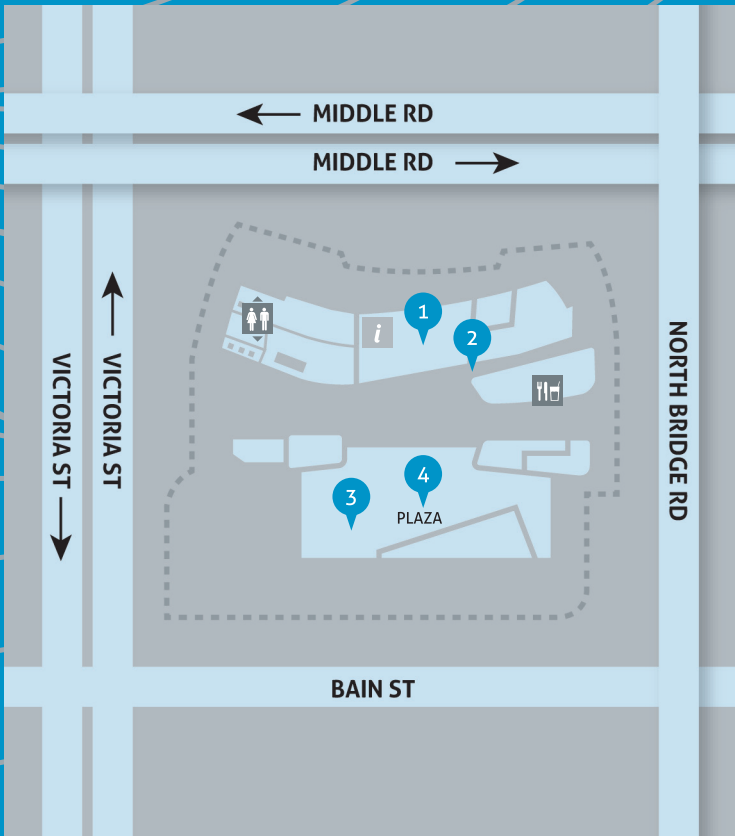 MIDDLE RD
MIDDLE RD
i
1
2
VICTORIA ST
VICTORIA ST
NORTH BRIDGE RD
3
4
PLAZA
BAIN ST